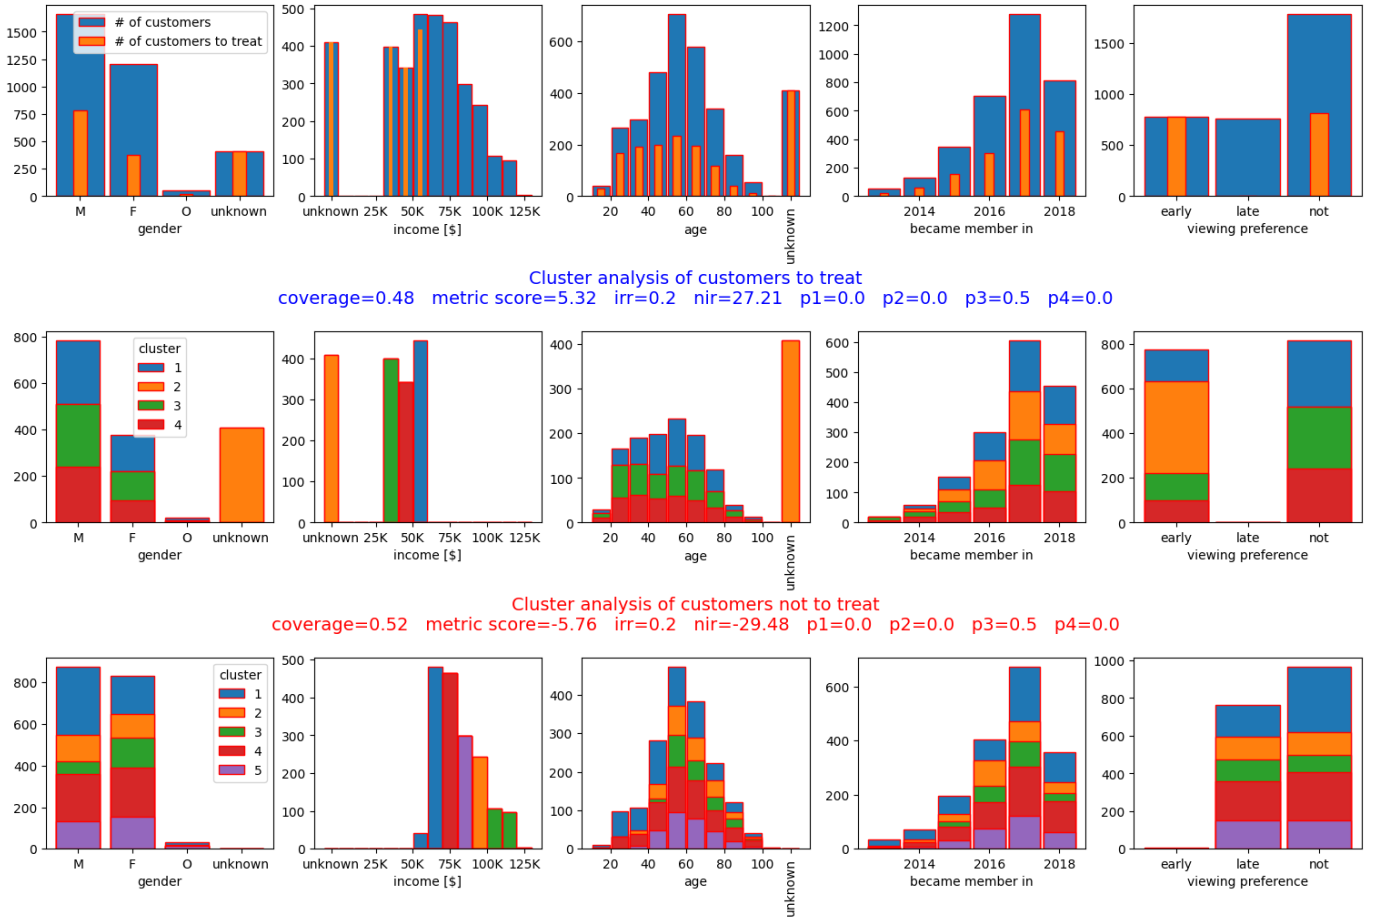 1750
1500
1250
1000
750
500
250
0
# of customers
# of customers to treat
M F O unknown
gender
500
400
300
200
100
0
unknown 25K 50K 75K 100K 125K
income [$]
600
400
200
0
20 40 60 80 100 unknown
age
1200
1000
800
600
400
200
0
2014 2016 2018
became member in
1500
1000
500
0
early late not
viewing preference
Cluster analysis of customers to treat
coverage=0.48 metric score=5.32 irr=0.2 nir=27.21 p1=0.0 p2=0.0 p3=0.5 p4=0.0
800
600
400
200
0
cluster
1
2
3
4
M F O unknown
gender
400
300
200
100
0
unknown 25K 50K 75K 100K 125K
income [$]
400
300
200
100
0
20 40 60 80 100 unknown
age
600
500
400
300
200
100
0
2014 2016 2018
became member in
800
600
400
200
0
early late not
viewing preference
Cluster analysis of customers not to treat
coverage=0.52 metric score=-5.76 irr=0.2 nir=-29.48 p1=0.0 p2=0.0 p3=0.5 p4=0.0
800
600
400
200
0
cluster
1
2
3
4
5
M F O unknown
gender
500
400
300
200
100
0
unknown 25K 50K 75K 100K 125K
income [$]
400
300
200
100
0
20 40 60 80 100 unknown
age
600
400
200
0
2014 2016 2018
became member in
1000
800
600
400
200
0
early late not
viewing preference